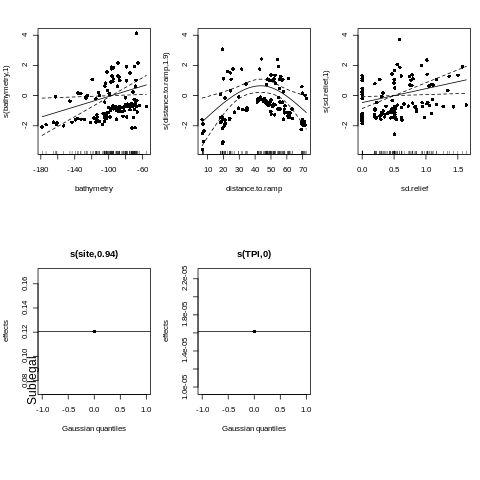 s(bathymetry,1)
4
2
0
-2
-180
-140
-100
-60
bathymetry
s(distance.to.ramp,1.9)
4
2
0
-2
10
20
30
40
50
60
70
distance.to.ramp
s(sd.relief,1)
4
2
0
-2
0.0
0.5
1.0
1.5
sd.relief
s(site,0.94)
effects
0.16
0.14
0.12
0.10
0.08
Sublegal
-1.0
-0.5
0.0
0.5
1.0
Gaussian quantiles
s(TPI,0)
effects
2.2e-05
1.8e-05
1.4e-05
1.0e-05
-1.0
-0.5
0.0
0.5
1.0
Gaussian quantiles